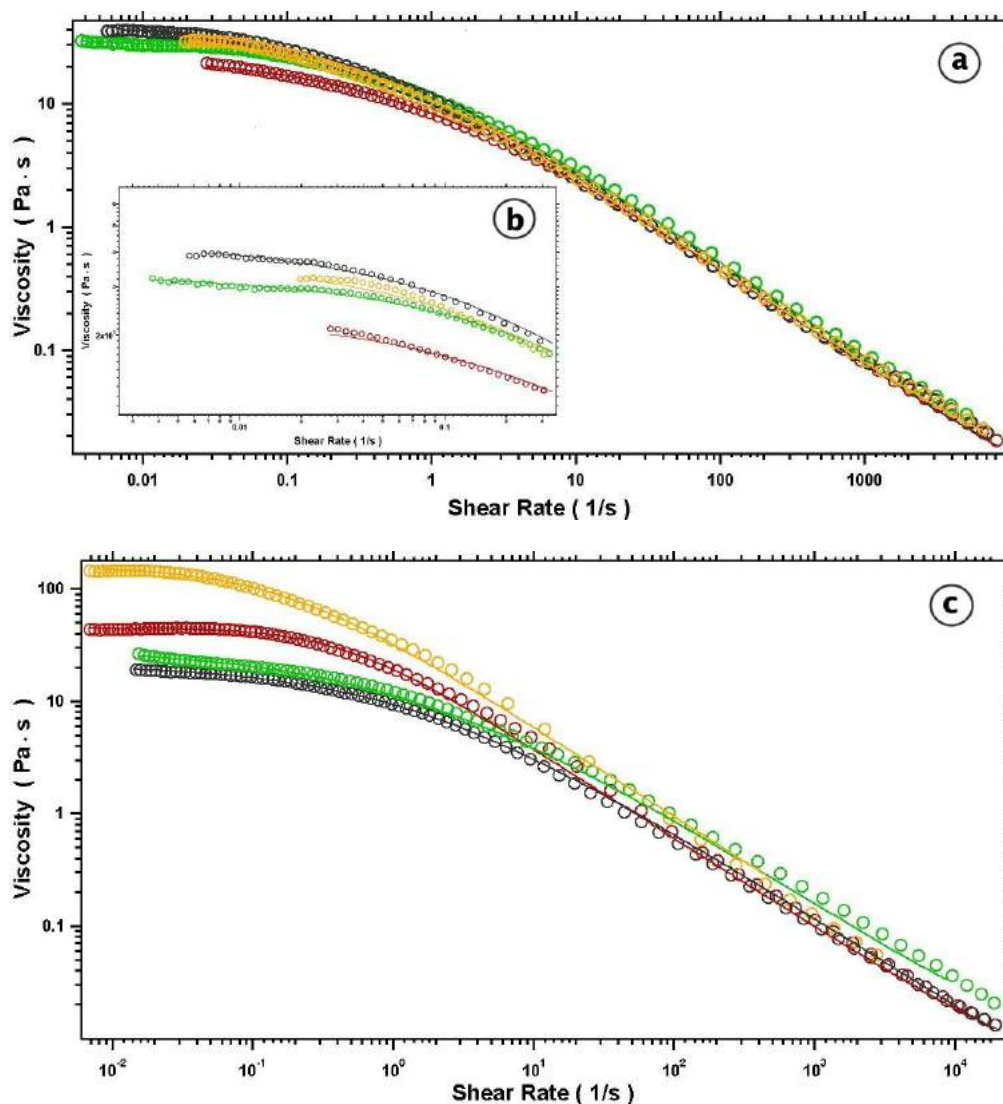 a
10
1
0.1
Viscosity ( Pa · s )
0.01 0.1 1 10 100 1000
Shear Rate ( 1/s )
b
Viscosity ( Pa·s )
0.01 0.1
Shear Rate ( 1/s )
c
100
10
1
0.1
Viscosity ( Pa · s )
10⁻² 10⁻¹ 10⁰ 10¹ 10² 10³ 10⁴
Shear Rate ( 1/s )